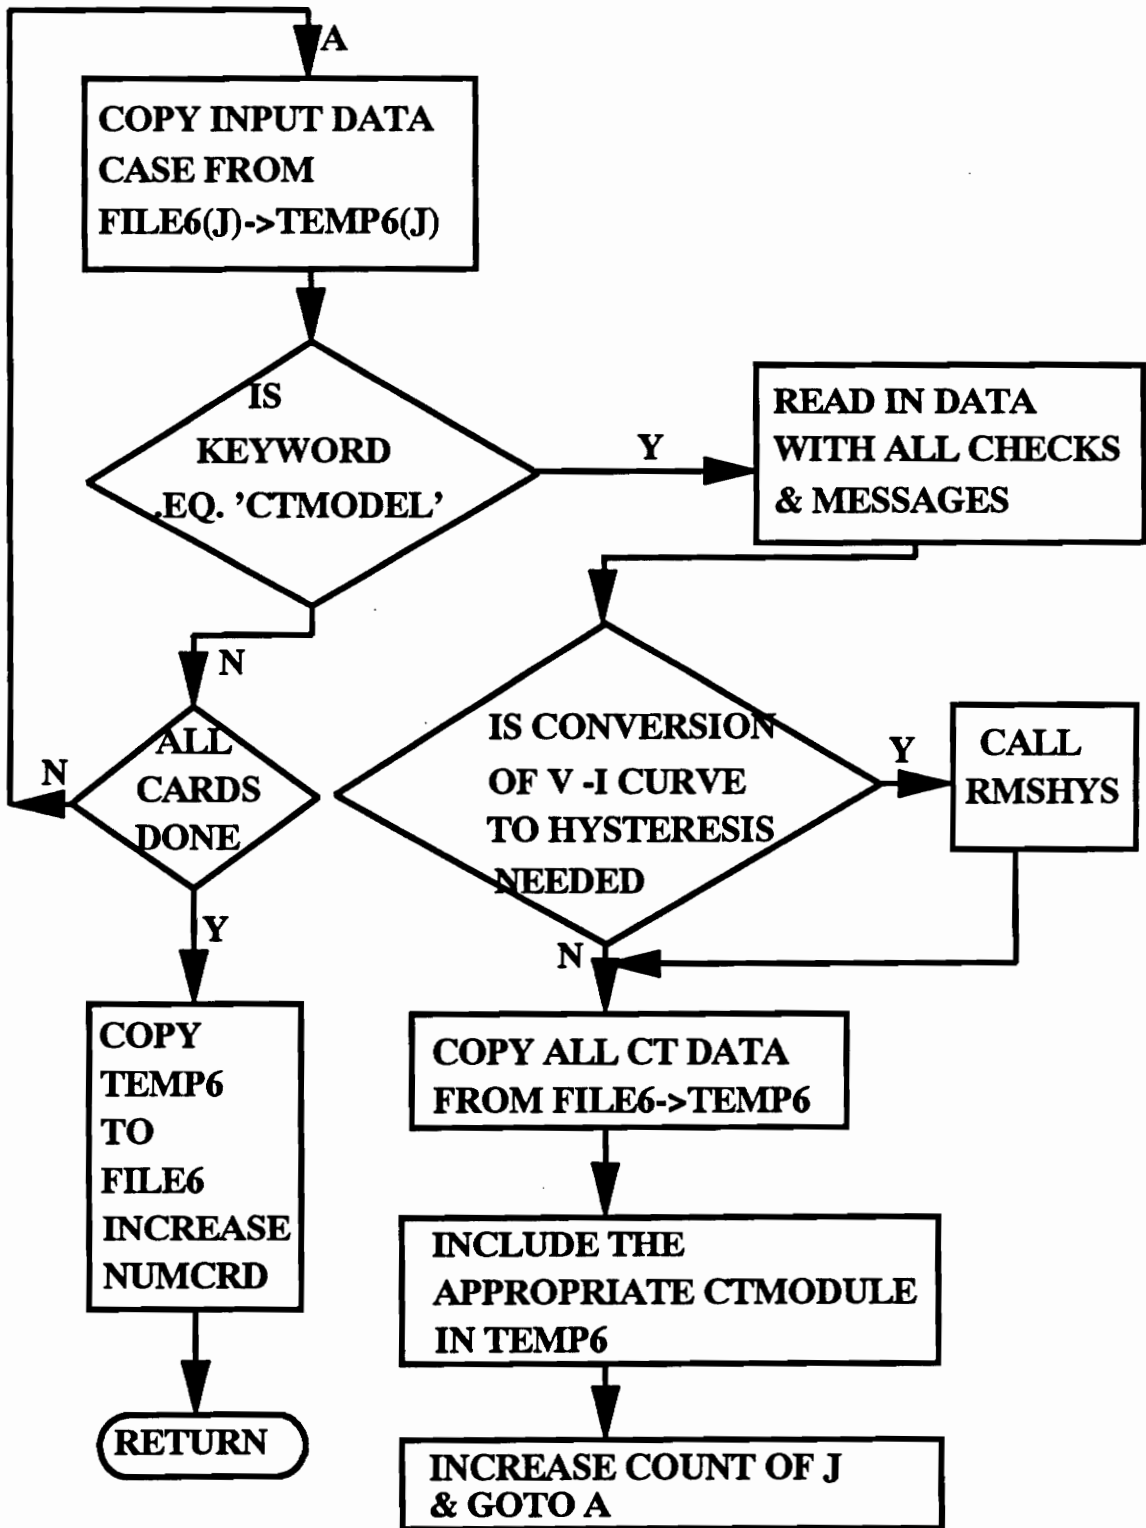 A
COPY INPUT DATA
CASE FROM
FILE6(J)->TEMP6(J)
IS
KEYWORD
.EQ. 'CTMODEL'
Y
READ IN DATA
WITH ALL CHECKS
& MESSAGES
N
ALL
CARDS
DONE
N
Y
COPY
TEMP6
TO
FILE6
INCREASE
NUMCRD
RETURN
IS CONVERSION
OF V -I CURVE
TO HYSTERESIS
NEEDED
Y
CALL
RMSHYS
N
COPY ALL CT DATA
FROM FILE6->TEMP6
INCLUDE THE
APPROPRIATE CTMODULE
IN TEMP6
INCREASE COUNT OF J
& GOTO A